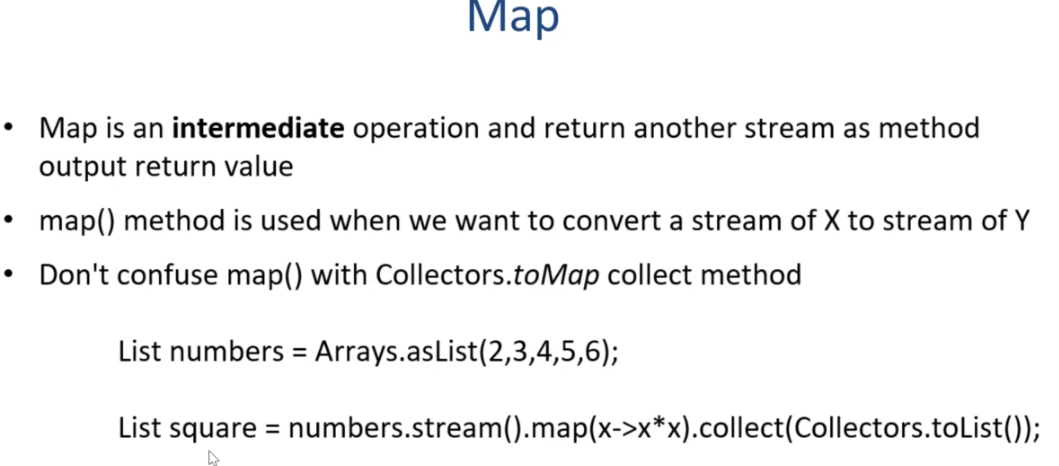 Map
• Map is an intermediate operation and return another stream as method
output return value
• map() method is used when we want to convert a stream of X to stream of Y
• Don't confuse map() with Collectors.toMap collect method
List numbers = Arrays.asList(2,3,4,5,6);
List square = numbers.stream().map(x->x*x).collect(Collectors.toList());